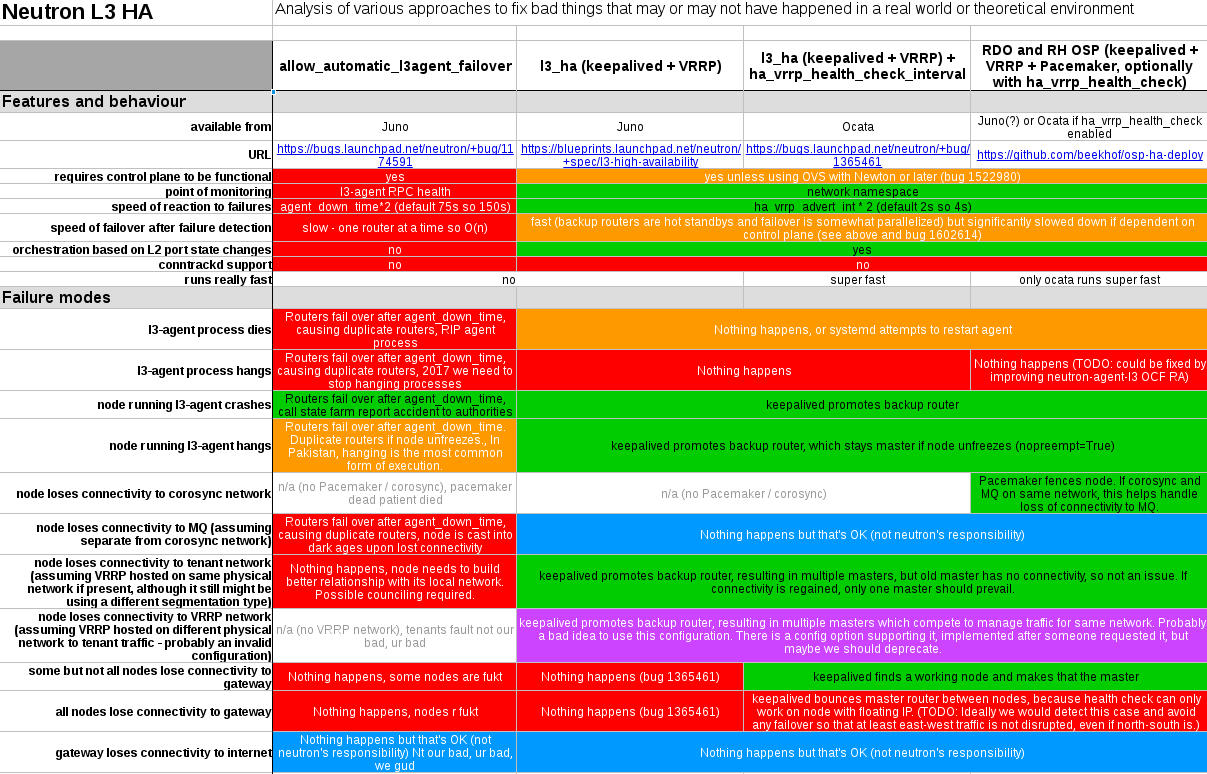 Neutron L3 HA
Analysis of various approaches to fix bad things that may or may not have happened in a real world or theoretical environment
allow_automatic_l3agent_failover
l3_ha (keepalived + VRRP)
l3_ha (keepalived + VRRP) +
ha_vrrp_health_check_interval
RDO and RH OSP (keepalived +
VRRP + Pacemaker, optionally
with ha_vrrp_health_check)
Features and behaviour
available from
Juno
Juno
Ocata
Juno(?) or Ocata if ha_vrrp_health_check
enabled
URL
https://bugs.launchpad.net/neutron/+bug/11
74591
https://blueprints.launchpad.net/neutron/
+spec/l3-high-availability
https://bugs.launchpad.net/neutron/+bug/
1365461
https://github.com/beekhof/osp-ha-deploy
requires control plane to be functional
yes
yes unless using OVS with Newton or later (bug 1522980)
point of monitoring
l3-agent RPC health
network namespace
speed of reaction to failures
agent_down_time*2 (default 75s so 150s)
ha_vrrp_advert_int * 2 (default 2s so 4s)
speed of failover after failure detection
slow - one router at a time so O(n)
fast (backup routers are hot standbys and failover is somewhat parallelized) but significantly slowed down if dependent on
control plane (see above and bug 1602614)
orchestration based on L2 port state changes
no
yes
conntrackd support
no
no
runs really fast
no
super fast
only ocata runs super fast
Failure modes
l3-agent process dies
Routers fail over after agent_down_time,
causing duplicate routers, RIP agent
process
Nothing happens, or systemd attempts to restart agent
l3-agent process hangs
Routers fail over after agent_down_time,
causing duplicate routers, 2017 we need to
stop hanging processes
Nothing happens
Nothing happens (TODO: could be fixed by
improving neutron-agent-l3 OCF RA)
node running l3-agent crashes
Routers fail over after agent_down_time,
call state farm report accident to authorities
keepalived promotes backup router
node running l3-agent hangs
Routers fail over after agent_down_time.
Duplicate routers if node unfreezes., In
Pakistan, hanging is the most common
form of execution.
keepalived promotes backup router, which stays master if node unfreezes (nopreempt=True)
node loses connectivity to corosync network
n/a (no Pacemaker / corosync), pacemaker
dead patient died
n/a (no Pacemaker / corosync)
Pacemaker fences node. If corosync and
MQ on same network, this helps handle
loss of connectivity to MQ.
node loses connectivity to MQ (assuming
separate from corosync network)
Routers fail over after agent_down_time,
causing duplicate routers, node is cast into
dark ages upon lost connectivity
Nothing happens but that's OK (not neutron's responsibility)
node loses connectivity to tenant network
(assuming VRRP hosted on same physical
network if present, although it still might be
using a different segmentation type)
Nothing happens, node needs to build
better relationship with its local network.
Possible counciling required.
keepalived promotes backup router, resulting in multiple masters, but old master has no connectivity, so not an issue. If
connectivity is regained, only one master should prevail.
node loses connectivity to VRRP network
(assuming VRRP hosted on different physical
network to tenant traffic - probably an invalid
configuration)
n/a (no VRRP network), tenants fault not our
bad, ur bad
keepalived promotes backup router, resulting in multiple masters which compete to manage traffic for same network. Probably
a bad idea to use this configuration. There is a config option supporting it, implemented after someone requested it, but
maybe we should deprecate.
some but not all nodes lose connectivity to
gateway
Nothing happens, some nodes are fukt
Nothing happens (bug 1365461)
keepalived finds a working node and makes that the master
all nodes lose connectivity to gateway
Nothing happens, nodes r fukt
Nothing happens (bug 1365461)
keepalived bounces master router between nodes, because health check can only
work on node with floating IP. (TODO: Ideally we would detect this case and avoid
any failover so that at least east-west traffic is not disrupted, even if north-south is.)
gateway loses connectivity to internet
Nothing happens but that's OK (not
neutron's responsibility) Nt our bad, ur bad,
we gud
Nothing happens but that's OK (not neutron's responsibility)